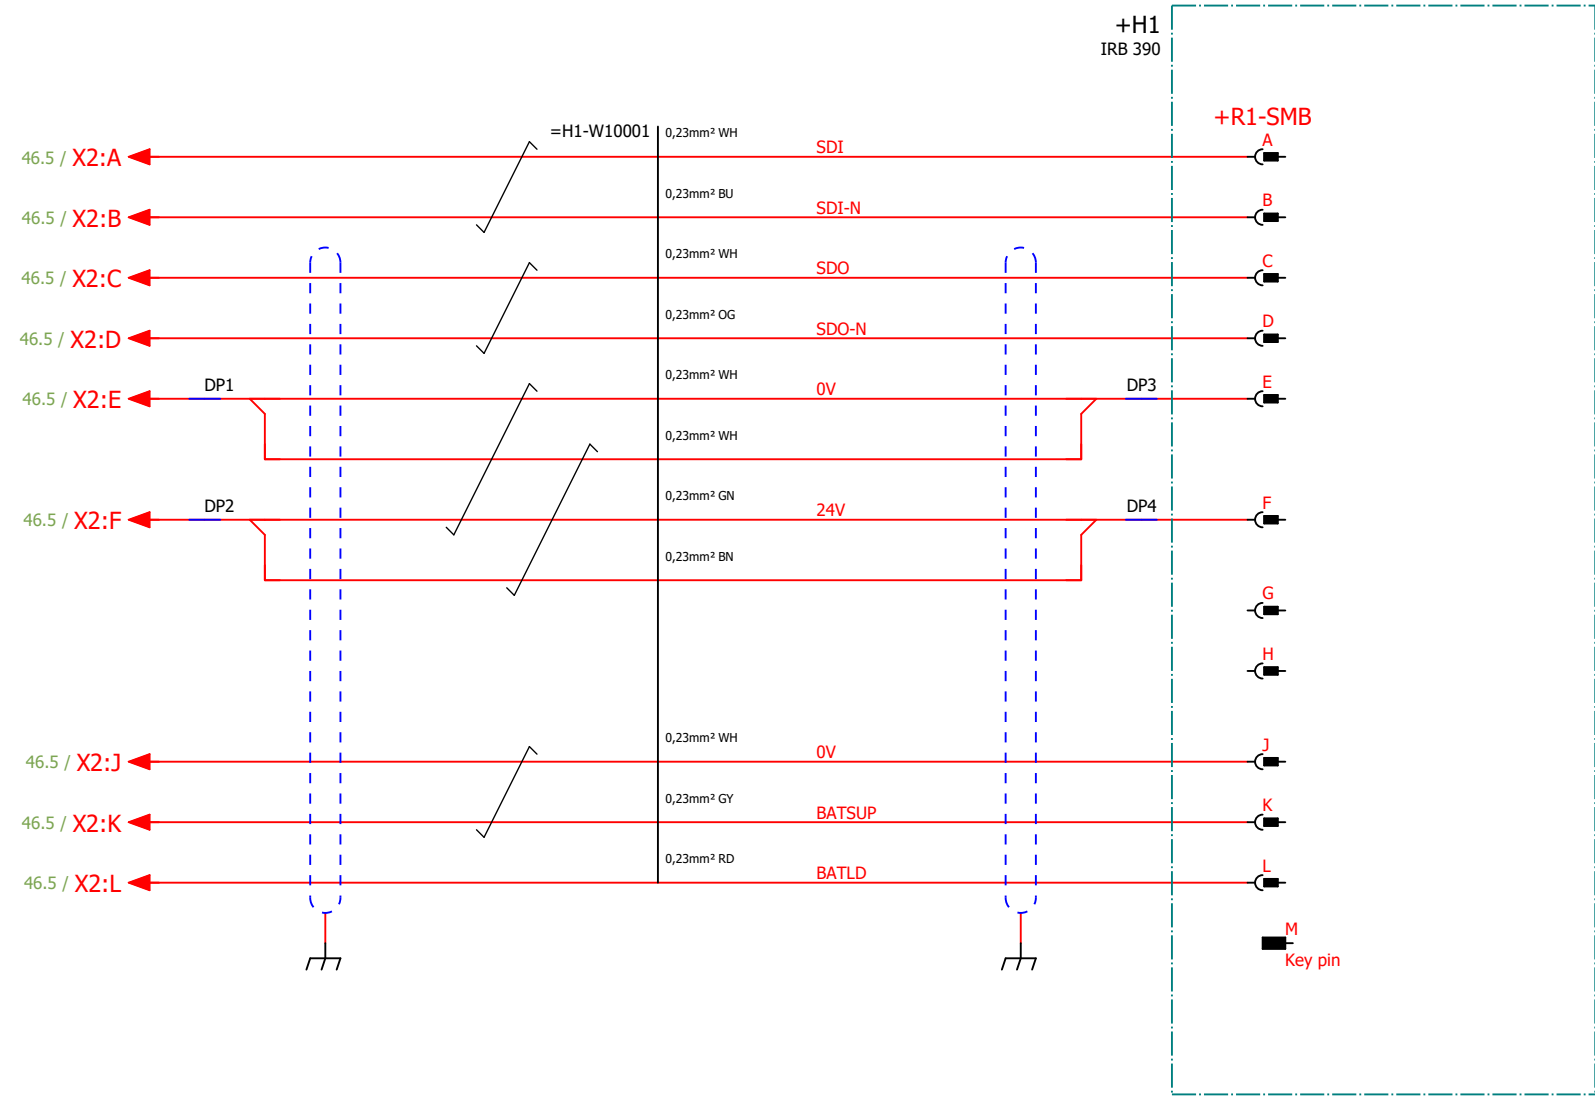 +H1
IRB 390
+R1-SMB
=H1-W10001
0,23mm² WH
46.5 / X2:A
SDI
A
0,23mm² BU
46.5 / X2:B
SDI-N
B
0,23mm² WH
46.5 / X2:C
SDO
C
0,23mm² OG
46.5 / X2:D
SDO-N
D
0,23mm² WH
46.5 / X2:E
DP1
0V
DP3
E
0,23mm² WH
0,23mm² GN
46.5 / X2:F
DP2
24V
DP4
F
0,23mm² BN
G
H
0,23mm² WH
46.5 / X2:J
0V
J
0,23mm² GY
46.5 / X2:K
BATSUP
K
0,23mm² RD
46.5 / X2:L
BATLD
L
M
Key pin